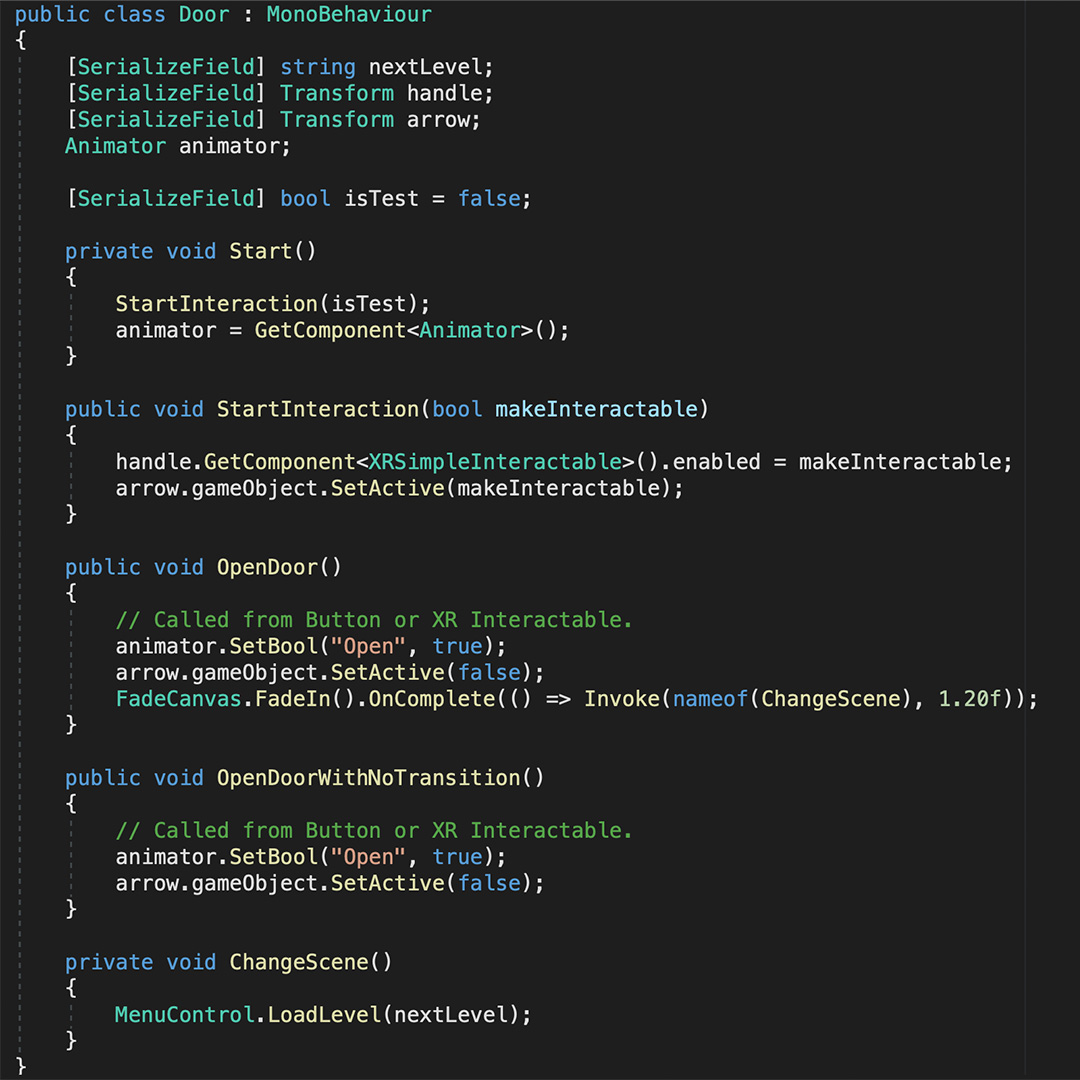 public class Door : MonoBehaviour
{
    [SerializeField] string nextLevel;
    [SerializeField] Transform handle;
    [SerializeField] Transform arrow;
    Animator animator;

    [SerializeField] bool isTest = false;

    private void Start()
    {
        StartInteraction(isTest);
        animator = GetComponent<Animator>();
    }

    public void StartInteraction(bool makeInteractable)
    {
        handle.GetComponent<XRSimpleInteractable>().enabled = makeInteractable;
        arrow.gameObject.SetActive(makeInteractable);
    }

    public void OpenDoor()
    {
        // Called from Button or XR Interactable.
        animator.SetBool("Open", true);
        arrow.gameObject.SetActive(false);
        FadeCanvas.FadeIn().OnComplete(() => Invoke(nameof(ChangeScene), 1.20f));
    }

    public void OpenDoorWithNoTransition()
    {
        // Called from Button or XR Interactable.
        animator.SetBool("Open", true);
        arrow.gameObject.SetActive(false);
    }

    private void ChangeScene()
    {
        MenuControl.LoadLevel(nextLevel);
    }
}